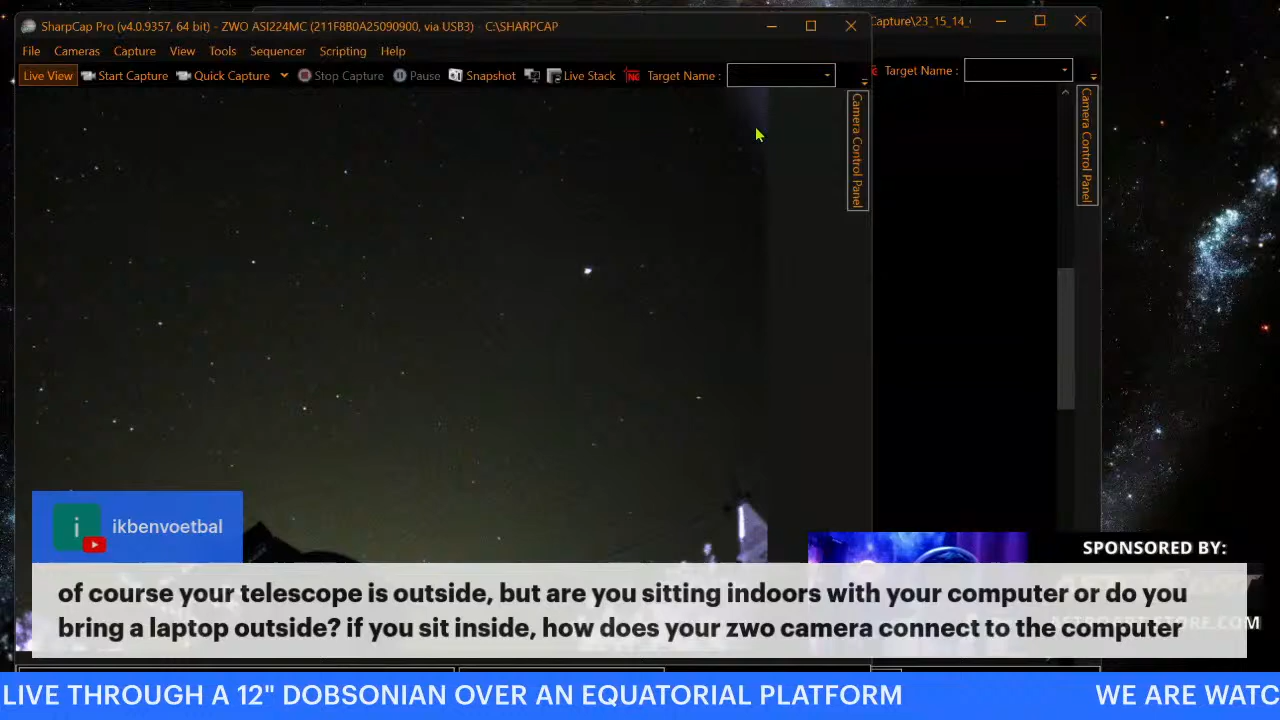 SharpCap Pro (v4.0.9357, 64 bit) - ZWO ASI224MC (211F8B0A25090900, via USB3) - C:\SHARPCAP
Capture\23_15_14_
File Cameras Capture View Tools Sequencer Scripting Help
Live View Start Capture Quick Capture Stop Capture Pause Snapshot Live Stack Target Name :
Target Name :
Camera Control Panel
Camera Control Panel
i ikbenvoetbal
SPONSORED BY:
of course your telescope is outside, but are you sitting indoors with your computer or do you
bring a laptop outside? if you sit inside, how does your zwo camera connect to the computer
LIVE THROUGH A 12" DOBSONIAN OVER AN EQUATORIAL PLATFORM
WE ARE WATC